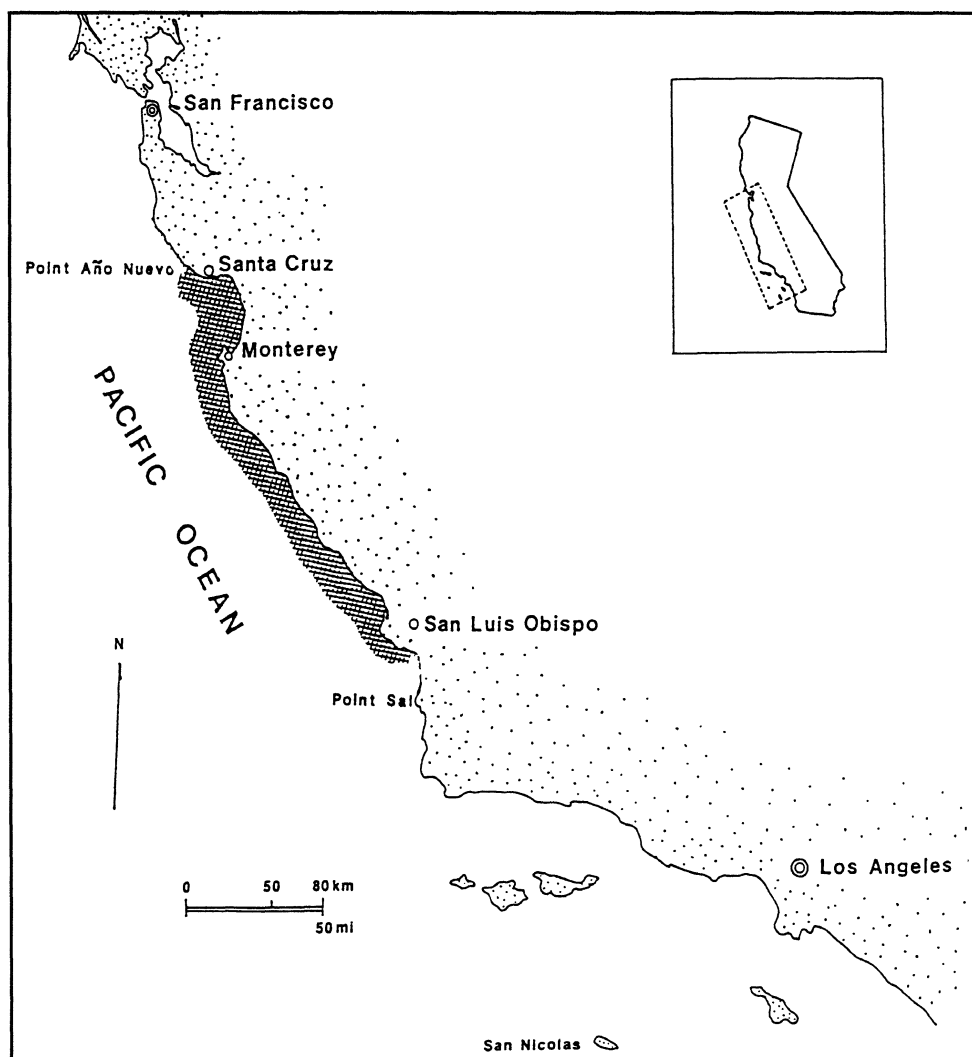 San Francisco
Point Año Nuevo
Santa Cruz
Monterey
PACIFIC OCEAN
San Luis Obispo
N
Point Sal
Los Angeles
0 50 80 km
50 mi
San Nicolas